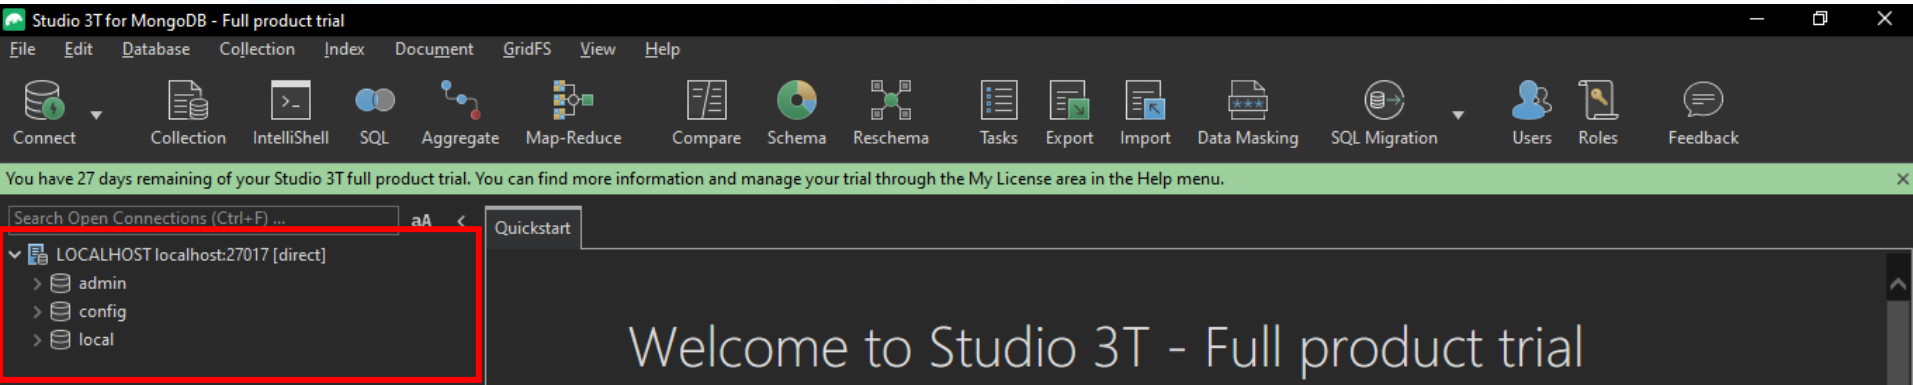 Studio 3T for MongoDB - Full product trial
File Edit Database Collection Index Document GridFS View Help
Connect Collection IntelliShell SQL Aggregate Map-Reduce Compare Schema Reschema Tasks Export Import Data Masking SQL Migration Users Roles Feedback
You have 27 days remaining of your Studio 3T full product trial. You can find more information and manage your trial through the My License area in the Help menu.
Search Open Connections (Ctrl+F) ... aA Quickstart
LOCALHOST localhost:27017 [direct]
admin
config
local
Welcome to Studio 3T - Full product trial